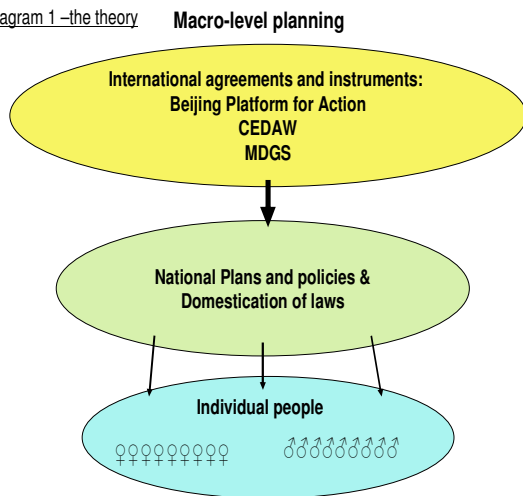 agram 1 –the theory
Macro-level planning
International agreements and instruments:
Beijing Platform for Action
CEDAW
MDGS
National Plans and policies &
Domestication of laws
Individual people
♀♀♀♀♀♀♀♀♀ ♂♂♂♂♂♂♂♂♂